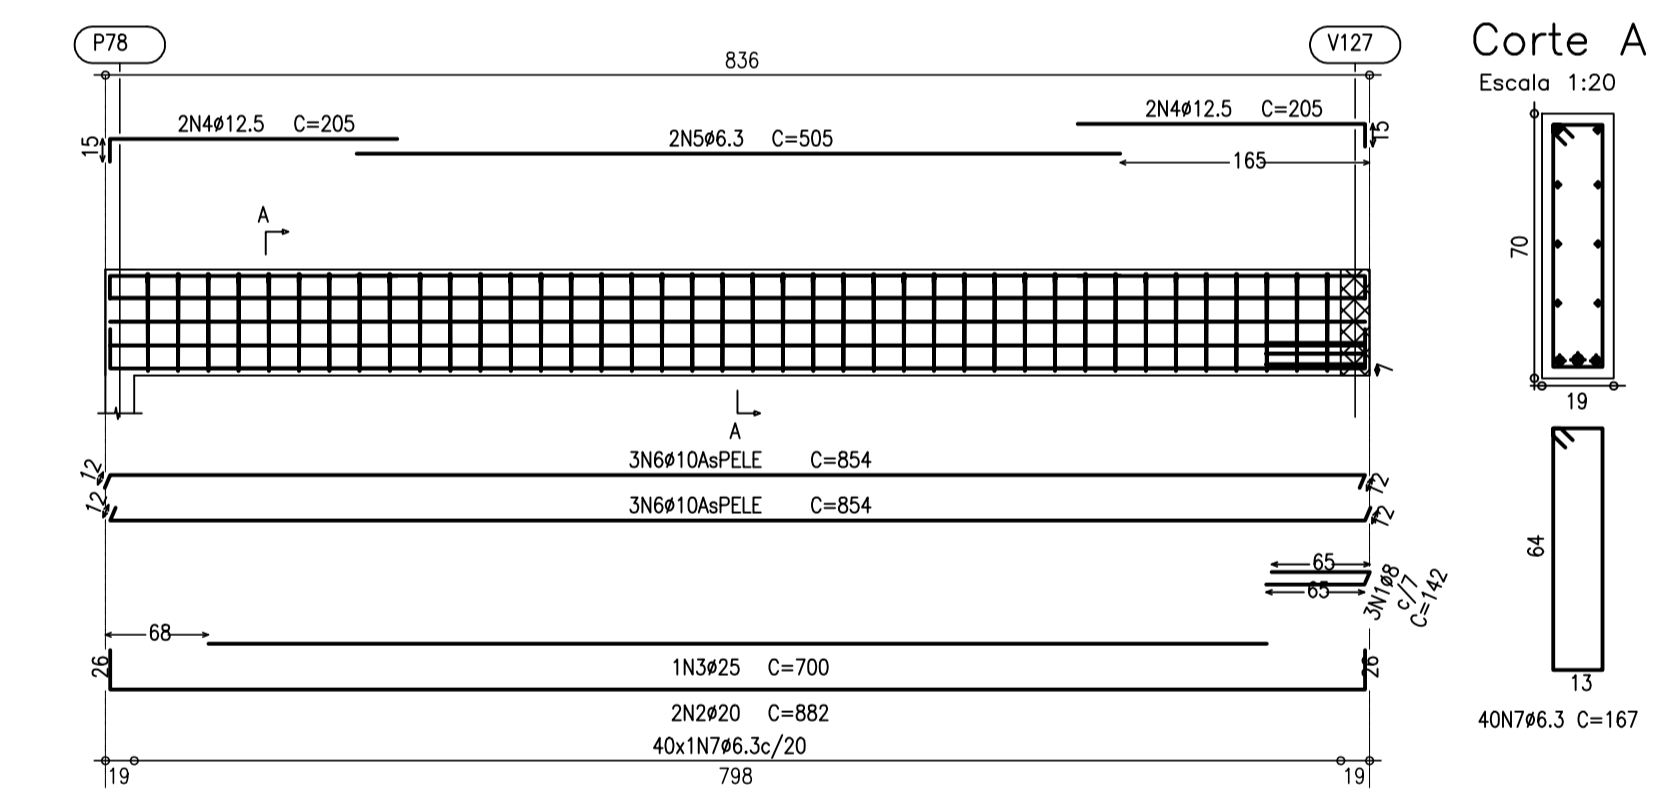 P78
V127
Corte A
836
Escala 1:20
2N4ø12.5 C=205
2N4ø12.5 C=205
15
2N5ø6.3 C=505
15
165
A
70
7
19
A
3N6ø10AsPELE C=854
12
12
3N6ø10AsPELE C=854
12
12
64
65
65
3N1ø8
c/7
C=142
68
26
1N3ø25 C=700
26
13
2N2ø20 C=882
40N7ø6.3 C=167
40x1N7ø6.3c/20
19
798
19